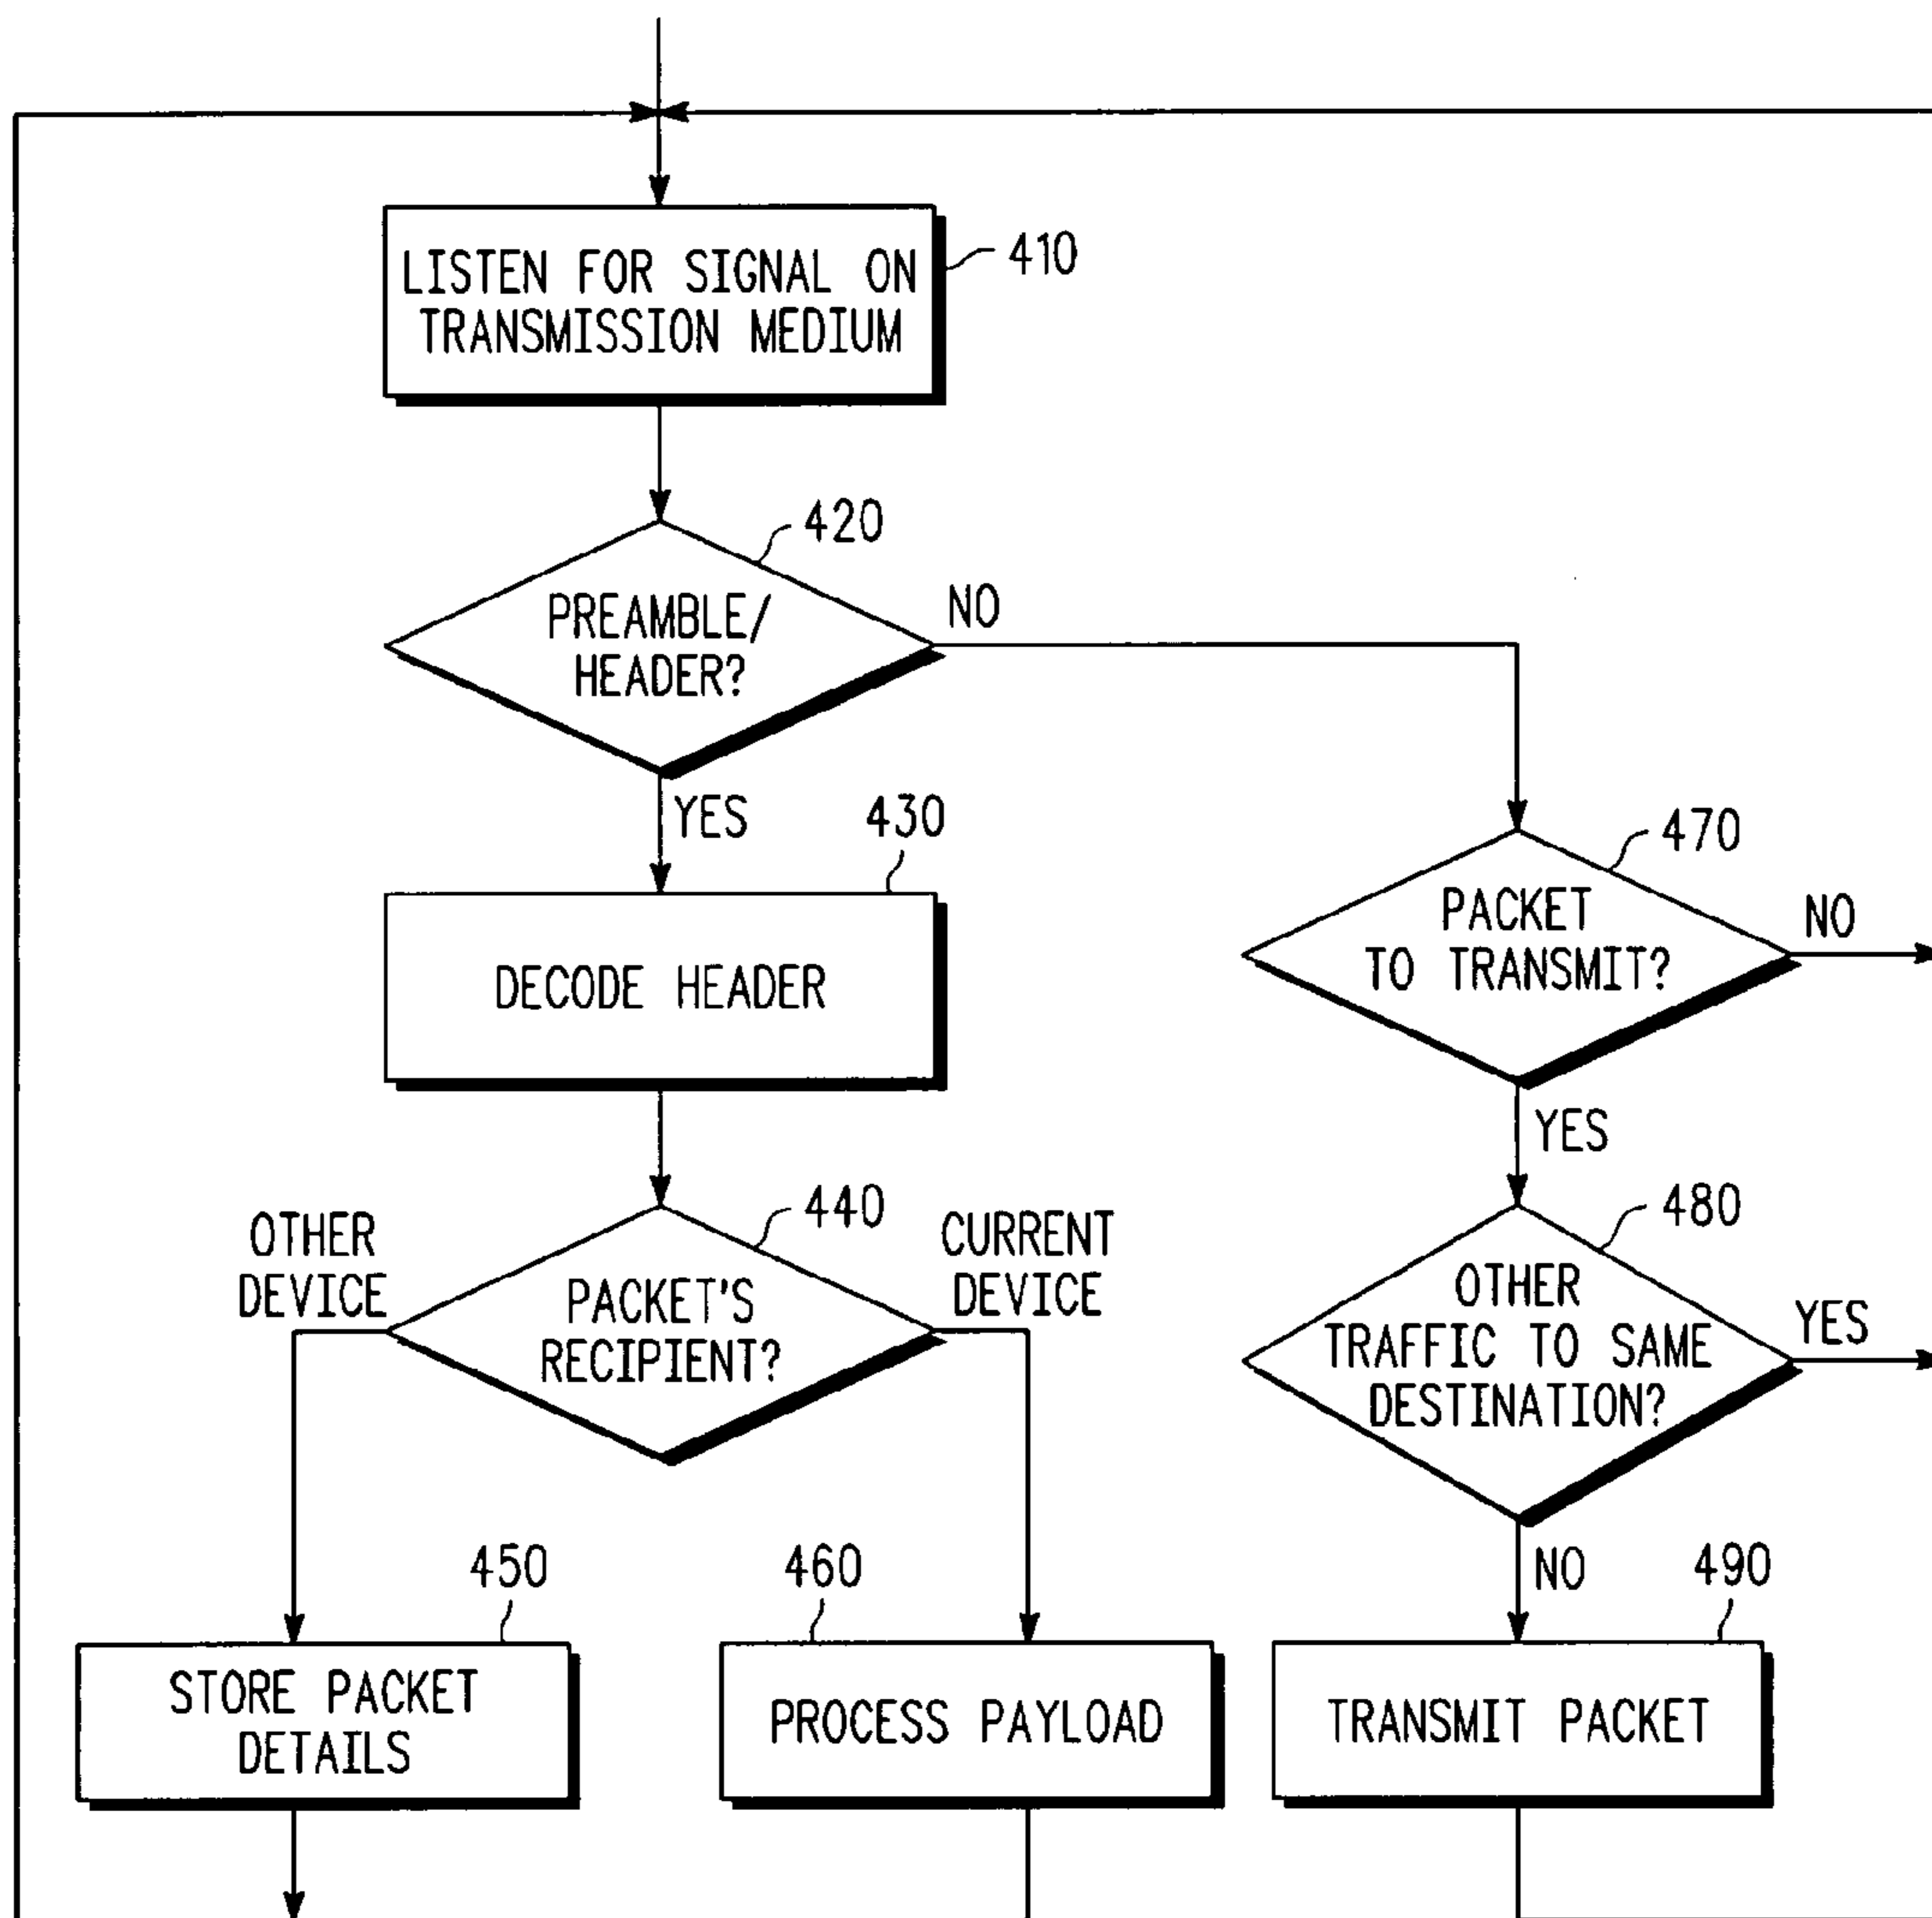 LISTEN FOR SIGNAL ON
TRANSMISSION MEDIUM
410
420
PREAMBLE/
HEADER?
NO
YES
430
DECODE HEADER
470
PACKET
TO TRANSMIT?
NO
YES
440
OTHER
DEVICE
CURRENT
DEVICE
PACKET'S
RECIPIENT?
480
OTHER
TRAFFIC TO SAME
DESTINATION?
YES
NO
450
STORE PACKET
DETAILS
460
PROCESS PAYLOAD
490
TRANSMIT PACKET